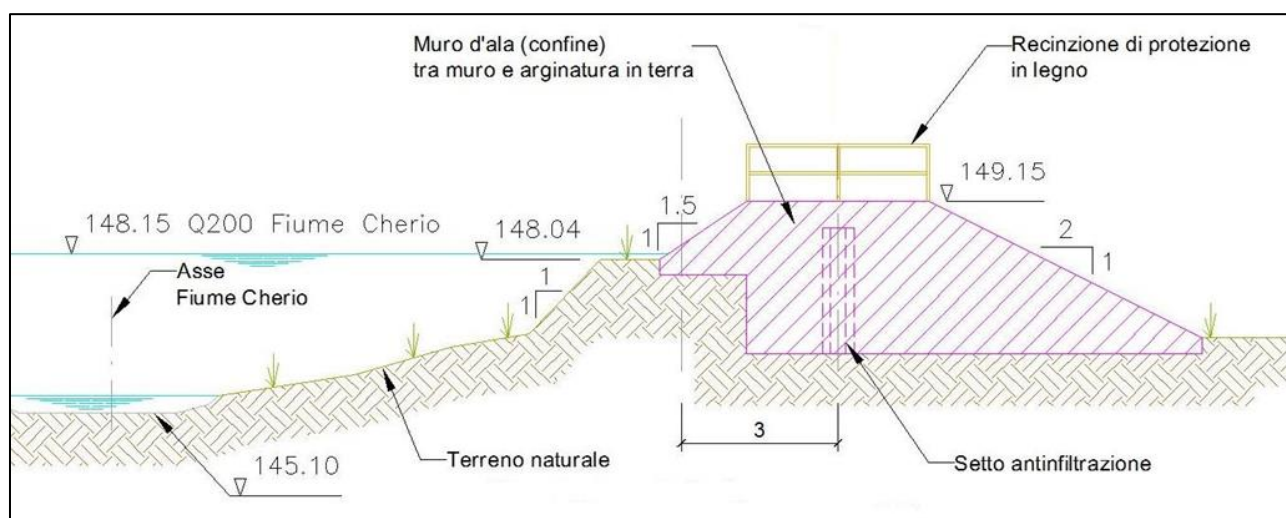 Muro d'ala (confine)
tra muro e arginatura in terra
Recinzione di protezione
in legno
149.15
148.15 Q200 Fiume Cherio
148.04
1.5
1
2
1
Asse
Fiume Cherio
1
1
3
Terreno naturale
145.10
Setto antinfiltrazione